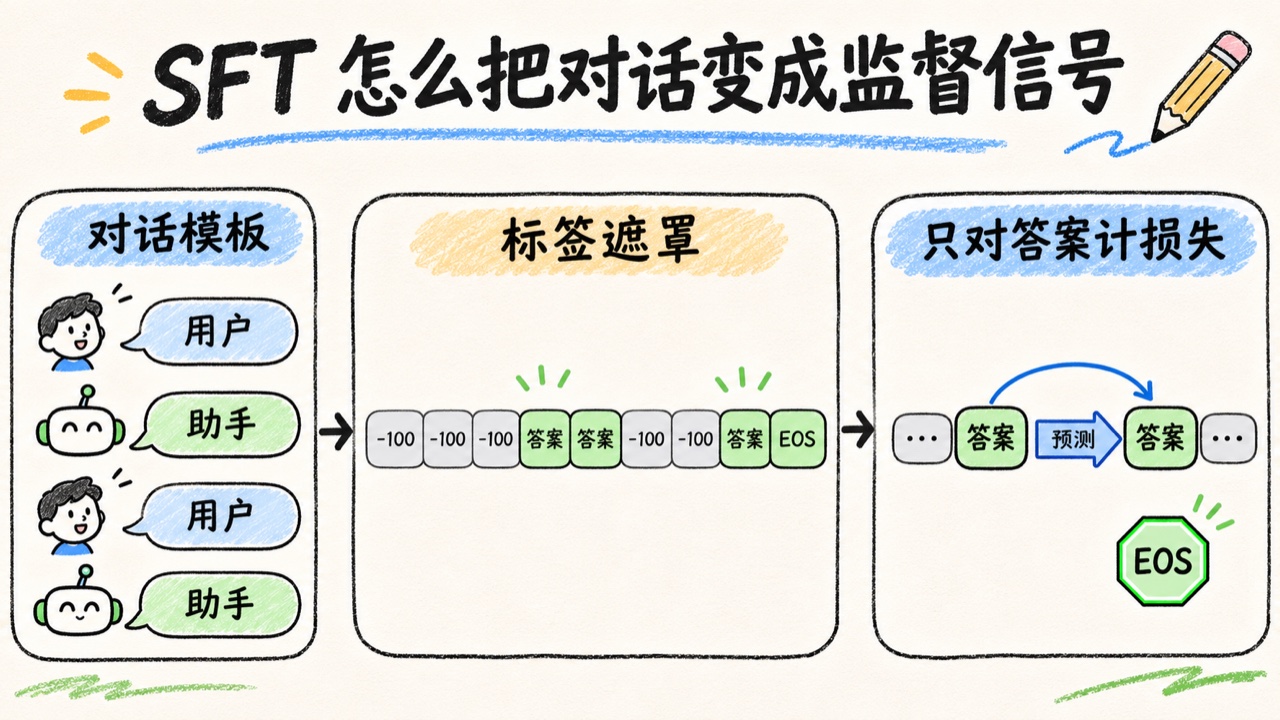 SFT 怎么把对话变成监督信号
对话模板
用户
助手
用户
助手
标签遮罩
-100 -100 -100 答案 答案 -100 -100 答案 EOS
只对答案计损失
... 答案 预测 答案 ...
EOS